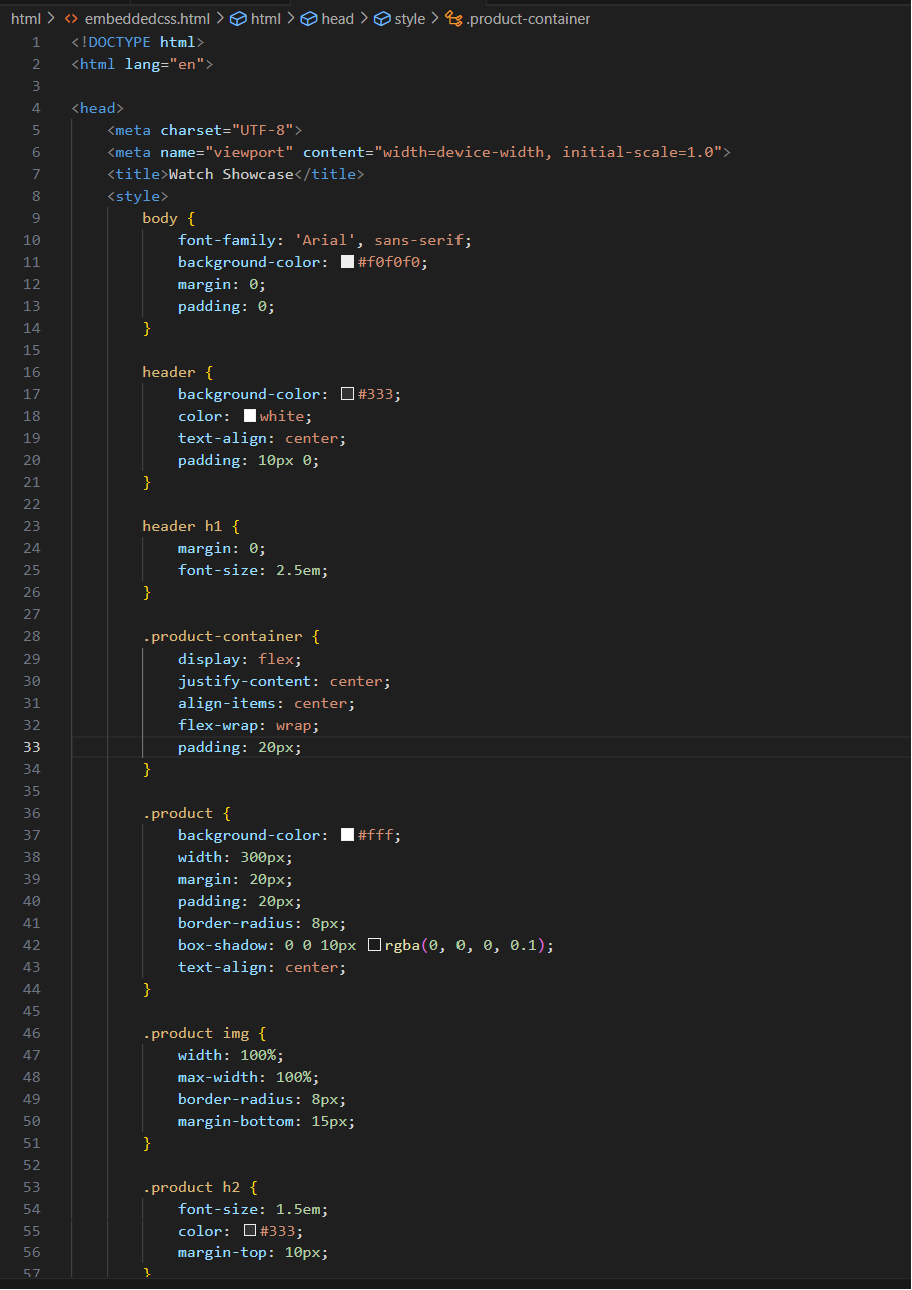 html > embeddedcss.html > html > head > style > .product-container
1 <!DOCTYPE html>
2 <html lang="en">
3
4 <head>
5     <meta charset="UTF-8">
6     <meta name="viewport" content="width=device-width, initial-scale=1.0">
7     <title>Watch Showcase</title>
8     <style>
9         body {
10             font-family: 'Arial', sans-serif;
11             background-color: #f0f0f0;
12             margin: 0;
13             padding: 0;
14         }
15
16         header {
17             background-color: #333;
18             color: white;
19             text-align: center;
20             padding: 10px 0;
21         }
22
23         header h1 {
24             margin: 0;
25             font-size: 2.5em;
26         }
27
28         .product-container {
29             display: flex;
30             justify-content: center;
31             align-items: center;
32             flex-wrap: wrap;
33             padding: 20px;
34         }
35
36         .product {
37             background-color: #fff;
38             width: 300px;
39             margin: 20px;
40             padding: 20px;
41             border-radius: 8px;
42             box-shadow: 0 0 10px rgba(0, 0, 0, 0.1);
43             text-align: center;
44         }
45
46         .product img {
47             width: 100%;
48             max-width: 100%;
49             border-radius: 8px;
50             margin-bottom: 15px;
51         }
52
53         .product h2 {
54             font-size: 1.5em;
55             color: #333;
56             margin-top: 10px;
57         }